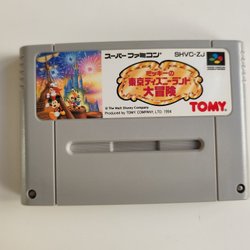 スーパーファミコン SHVC-ZJ
ミッキーの
東京ディズニーランド
大冒険
© The Walt Disney Company
Produced by TOMY COMPANY, LTD. 1994
TOMY